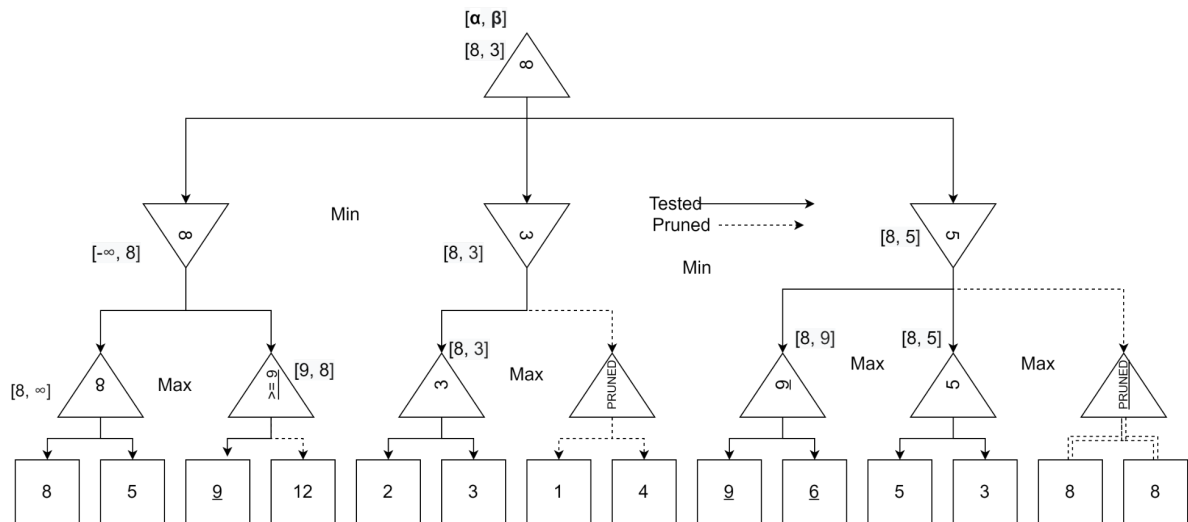 [α, β]
[8, 3]
8
8
Min
3
Tested
Pruned
5
[-∞, 8]
[8, 3]
[8, 5]
Min
[8, ∞]
8
Max
>= 9
[9, 8]
3
[8, 3]
Max
PRUNED
9
[8, 9]
Max
5
[8, 5]
Max
PRUNED
8
5
9
12
2
3
1
4
9
6
5
3
8
8